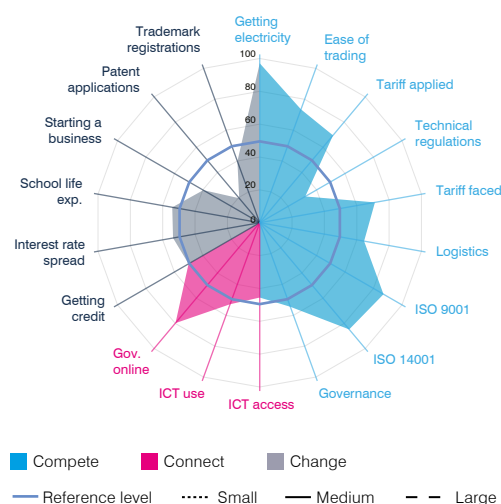 Getting
electricity
Ease of
trading
Tariff applied
Technical
regulations
Tariff faced
Logistics
ISO 9001
ISO 14001
Governance
ICT access
ICT use
Gov.
online
Getting
credit
Interest rate
spread
School life
exp.
Starting a
business
Patent
applications
Trademark
registrations
100
80
60
40
20
0
Compete Connect Change
Reference level Small Medium Large